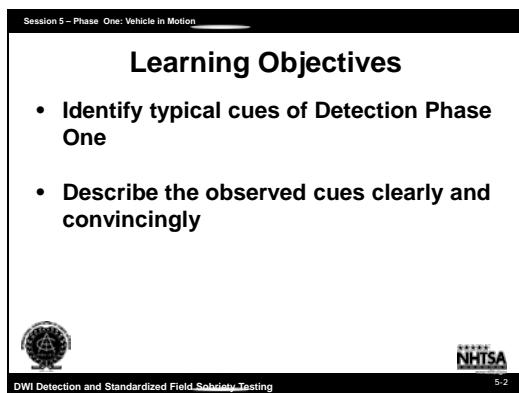 Session 5 – Phase One: Vehicle in Motion
Learning Objectives
• Identify typical cues of Detection Phase
One
• Describe the observed cues clearly and
convincingly
NHTSA
DWI Detection and Standardized Field Sobriety Testing
5-2